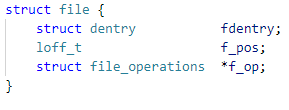 struct file {
    struct dentry          fdentry;
    loff_t                 f_pos;
    struct file_operations  *f_op;
}